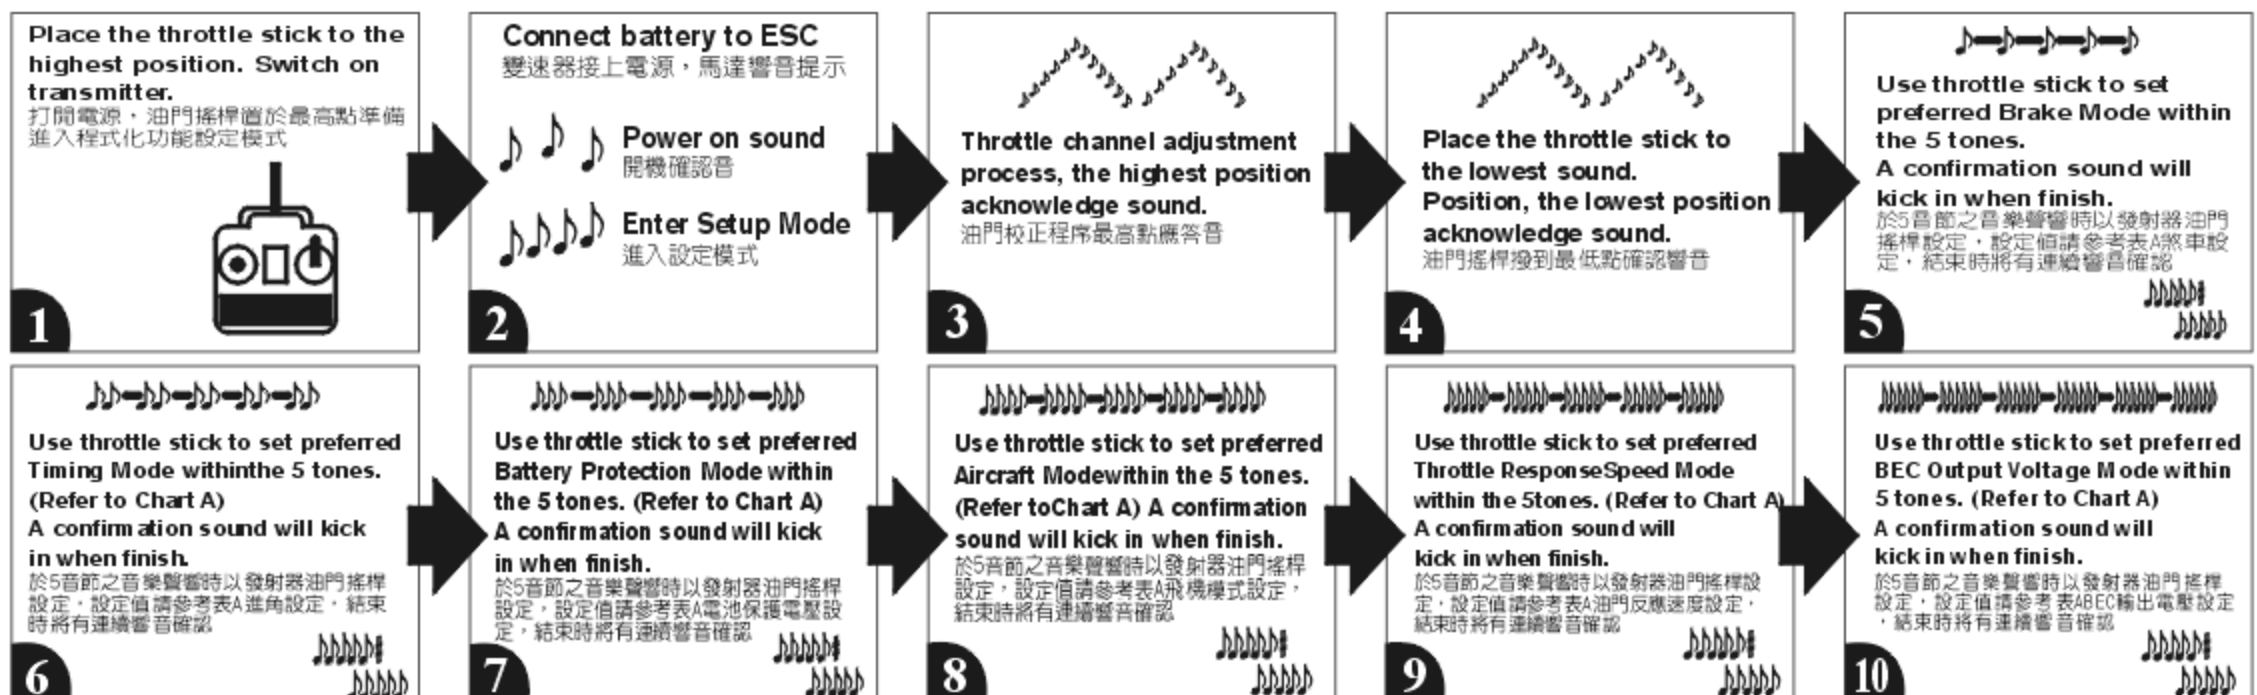 Place the throttle stick to the
highest position. Switch on
transmitter.
打開電源，油門搖桿置於最高點準備
進入程式化功能設定模式
1
Connect battery to ESC
變速器接上電源，馬達響音提示
Power on sound
開機確認音
Enter Setup Mode
進入設定模式
2
Throttle channel adjustment
process, the highest position
acknowledge sound.
油門校正程序最高點應答音
3
Place the throttle stick to
the lowest sound.
Position, the lowest position
acknowledge sound.
油門搖桿撥到最低點確認響音
4
Use throttle stick to set
preferred Brake Mode within
the 5 tones.
A confirmation sound will
kick in when finish.
於5音節之音樂聲響時以發射器油門
搖桿設定，設定值請參考表A煞車設
定，結束時將有連續響音確認
5
Use throttle stick to set preferred
Timing Mode withinthe 5 tones.
(Refer to Chart A)
A confirmation sound will kick
in when finish.
於5音節之音樂聲響時以發射器油門搖桿
設定，設定值請參考表A進角設定，結束
時將有連續響音確認
6
Use throttle stick to set preferred
Battery Protection Mode within
the 5 tones. (Refer to Chart A)
A confirmation sound will kick
in when finish.
於5音節之音樂聲響時以發射器油門搖桿
設定，設定值請參考表A電池保護電壓設
定，結束時將有連續響音確認
7
Use throttle stick to set preferred
Aircraft Modewithin the 5 tones.
(Refer toChart A) A confirmation
sound will kick in when finish.
於5音節之音樂聲響時以發射器油門搖桿
設定，設定值請參考表A飛機模式設定，
結束時將有連續響音確認
8
Use throttle stick to set preferred
Throttle ResponseSpeed Mode
within the 5tones. (Refer to Chart A)
A confirmation sound will
kick in when finish.
於5音節之音樂聲響時以發射器油門搖桿設
定，設定值請參考表A油門反應速度設定，
結束時將有連續響音確認
9
Use throttle stick to set preferred
BEC Output Voltage Mode within
5 tones. (Refer to Chart A)
A confirmation sound will
kick in when finish.
於5音節之音樂聲響時以發射器油門搖桿
設定，設定值請參考表ABEC輸出電壓設定
，結束時將有連續響音確認
10